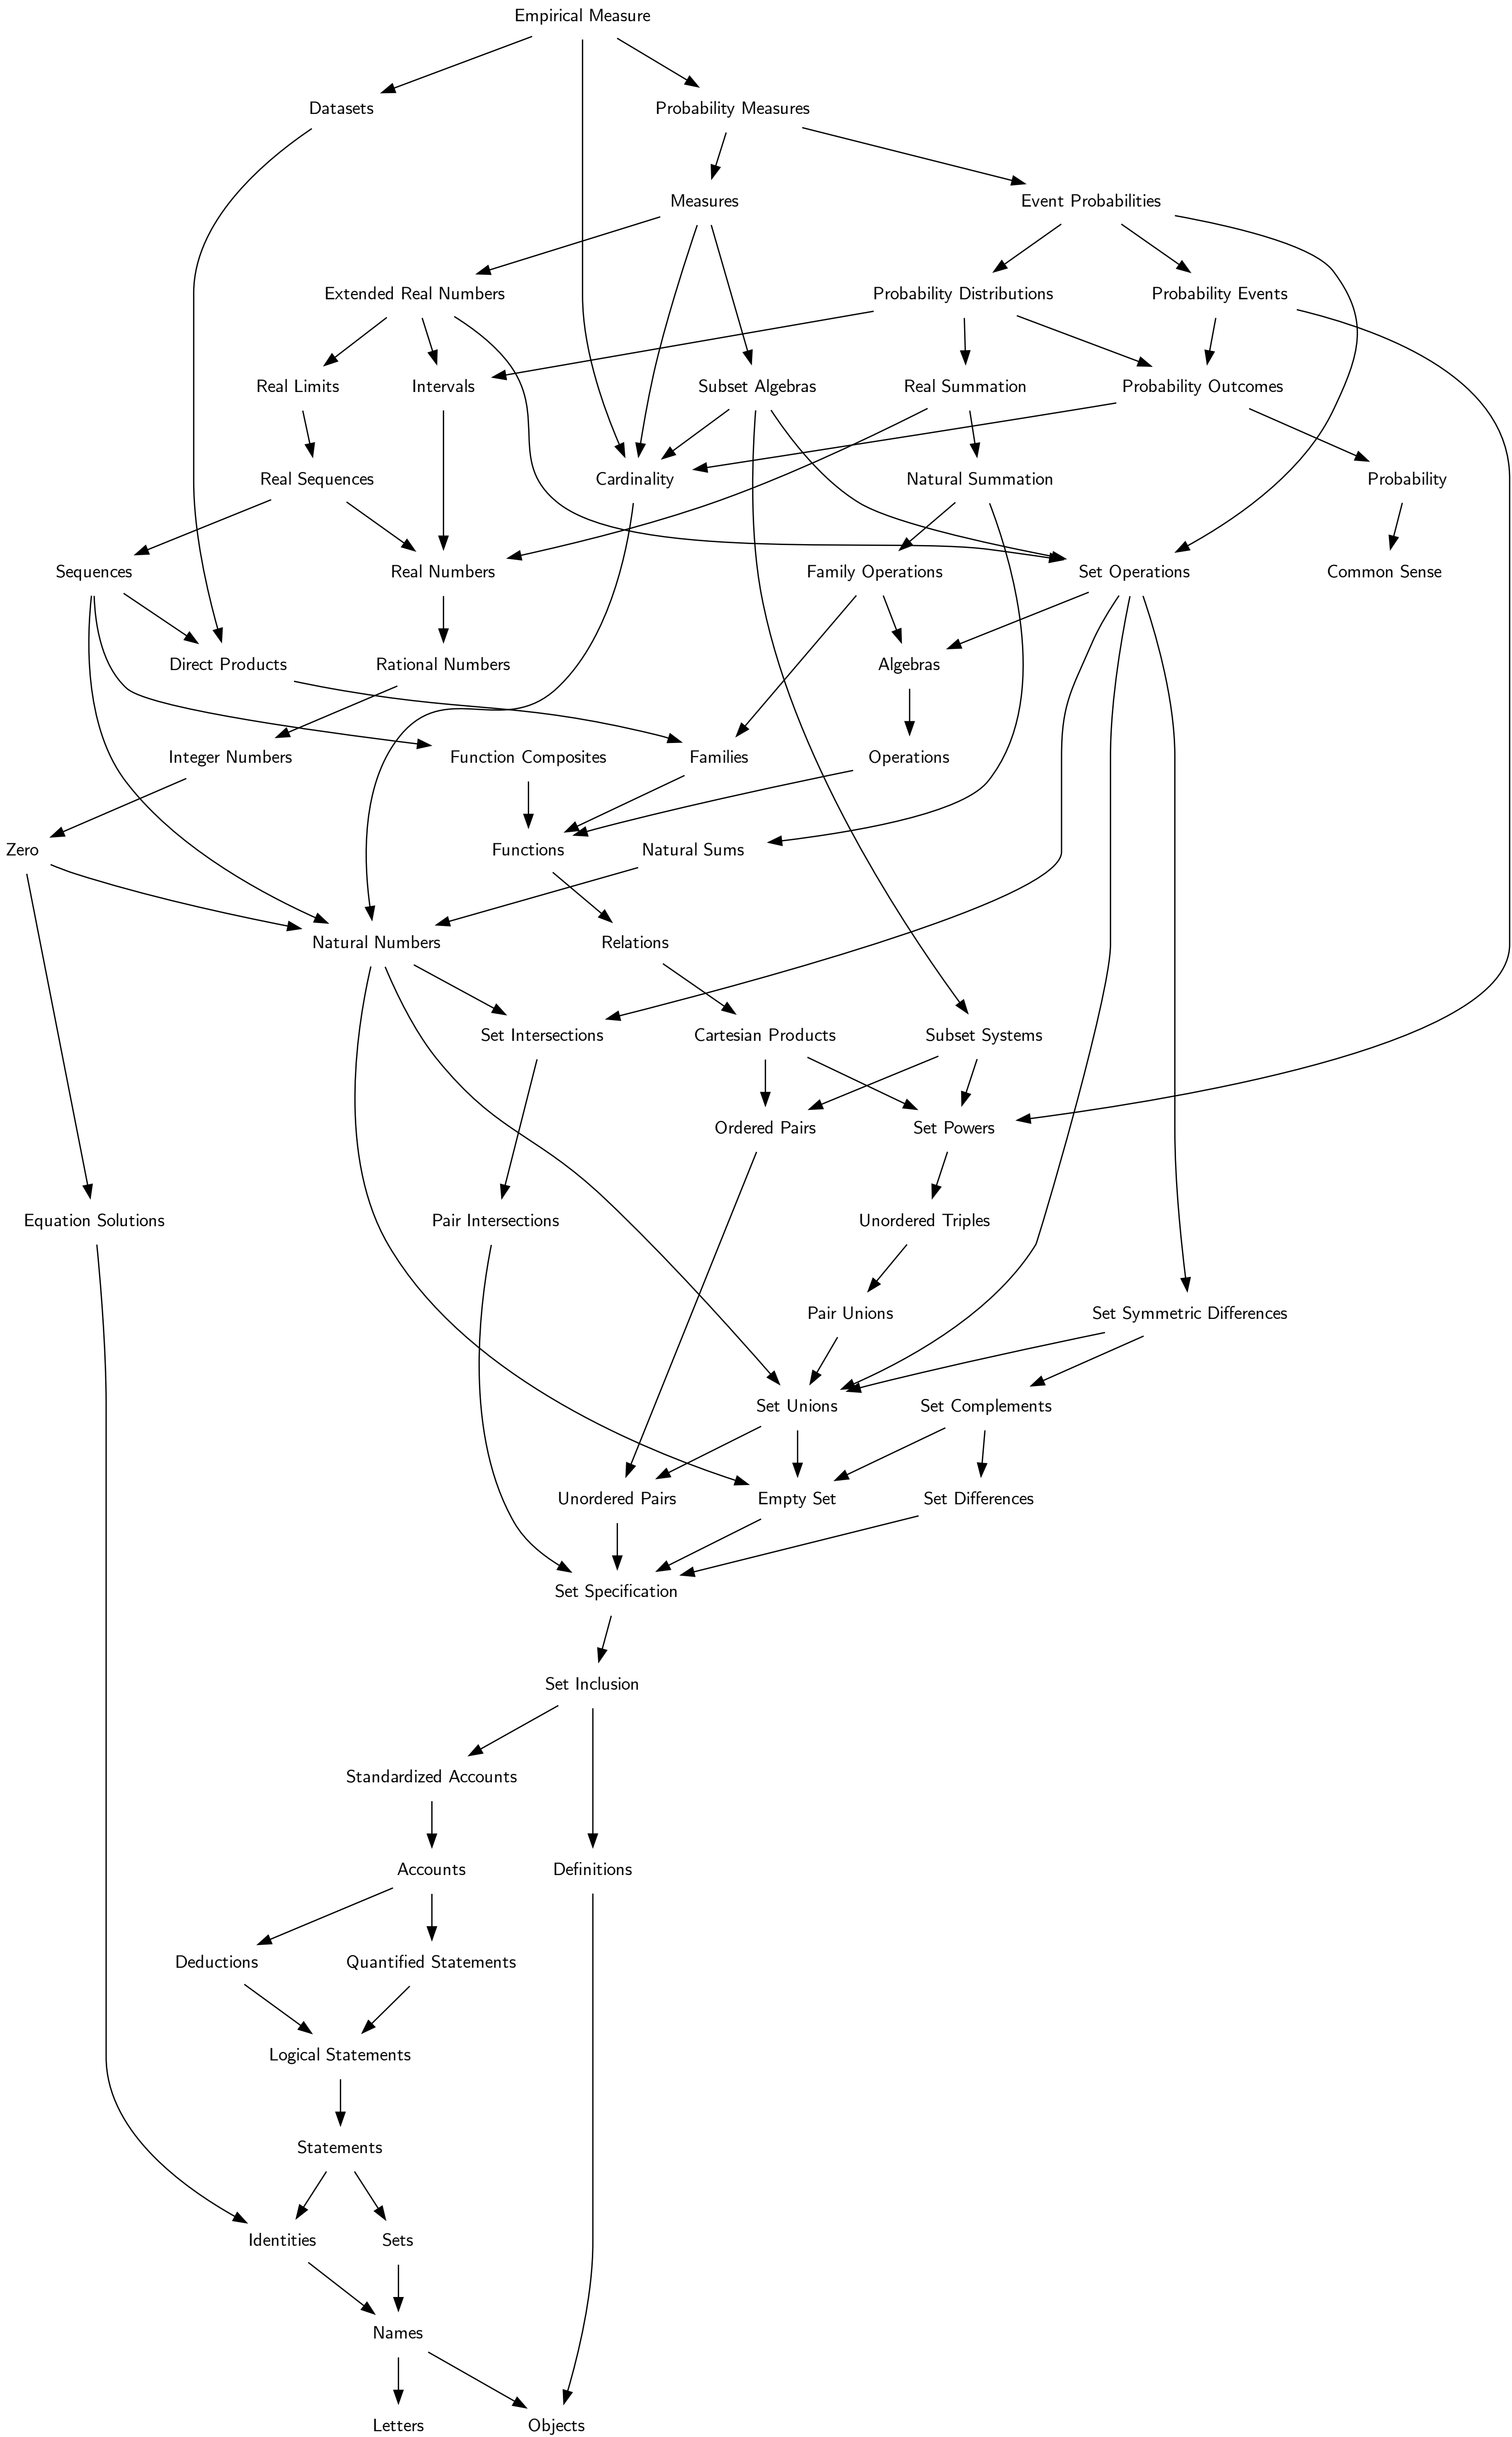 Empirical Measure
Datasets
Probability Measures
Measures
Event Probabilities
Extended Real Numbers
Probability Distributions
Probability Events
Real Limits
Intervals
Subset Algebras
Real Summation
Probability Outcomes
Real Sequences
Cardinality
Natural Summation
Probability
Sequences
Real Numbers
Family Operations
Set Operations
Common Sense
Direct Products
Rational Numbers
Algebras
Integer Numbers
Function Composites
Families
Operations
Zero
Functions
Natural Sums
Natural Numbers
Relations
Set Intersections
Cartesian Products
Subset Systems
Ordered Pairs
Set Powers
Equation Solutions
Pair Intersections
Unordered Triples
Pair Unions
Set Symmetric Differences
Set Unions
Set Complements
Unordered Pairs
Empty Set
Set Differences
Set Specification
Set Inclusion
Standardized Accounts
Accounts
Definitions
Deductions
Quantified Statements
Logical Statements
Statements
Identities
Sets
Names
Letters
Objects